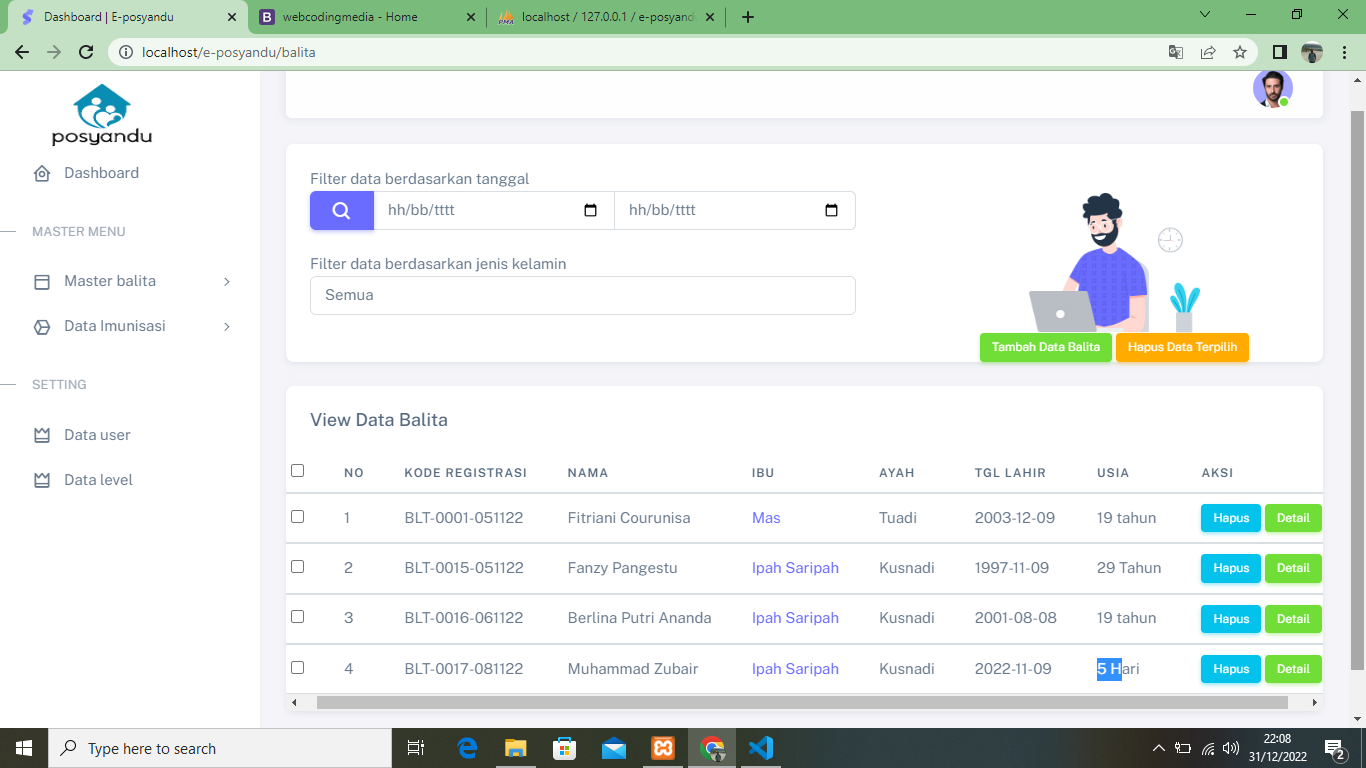 Dashboard | E-posyandu
webcodingmedia - Home
localhost / 127.0.0.1 / e-posyand
localhost/e-posyandu/balita
posyandu
Dashboard
MASTER MENU
Master balita
Data Imunisasi
SETTING
Data user
Data level
Filter data berdasarkan tanggal
hh/bb/tttt hh/bb/tttt
Filter data berdasarkan jenis kelamin
Semua
Tambah Data Balita Hapus Data Terpilih
View Data Balita
NO KODE REGISTRASI NAMA IBU AYAH TGL LAHIR USIA AKSI
1 BLT-0001-051122 Fitriani Courunisa Mas Tuadi 2003-12-09 19 tahun Hapus Detail
2 BLT-0015-051122 Fanzy Pangestu Ipah Saripah Kusnadi 1997-11-09 29 Tahun Hapus Detail
3 BLT-0016-061122 Berlina Putri Ananda Ipah Saripah Kusnadi 2001-08-08 19 tahun Hapus Detail
4 BLT-0017-081122 Muhammad Zubair Ipah Saripah Kusnadi 2022-11-09 5 Hari Hapus Detail
Type here to search
22:08
31/12/2022
2